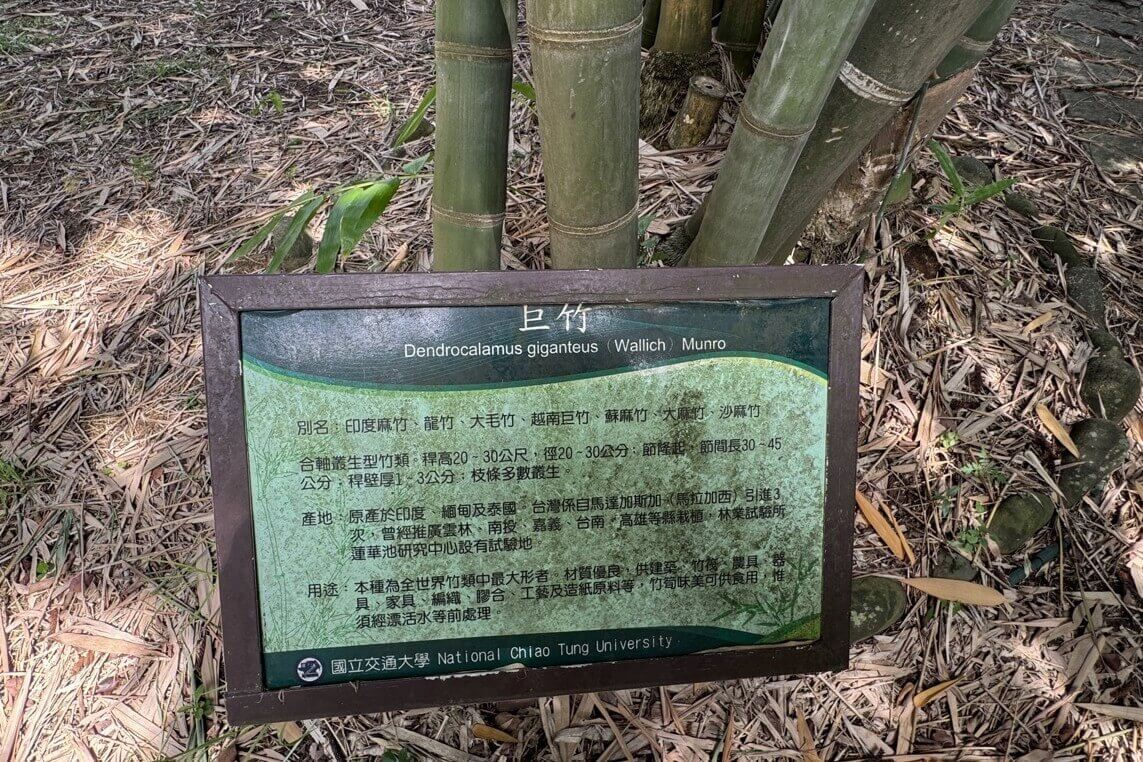 巨竹
Dendrocalamus giganteus（Wallich）Munro
別名：印度麻竹、龍竹、大毛竹、越南巨竹、蘇麻竹、大麻竹、沙麻竹
合軸叢生型竹類。稈高20-30公尺，徑20-30公分；節隆起，節間長30-45
公分，稈壁厚1-3公分；枝條多數叢生。
產地：原產於印度、緬甸及泰國。台灣係自馬達加斯加（馬拉加西）引進3
次，曾經推廣雲林、南投、嘉義、台南、高雄等縣栽植，林業試驗所
蓮華池研究中心設有試驗地
用途：本種為全世界竹類中最大形者，材質優良，供建築、竹筏、農具、器
具、家具、編織、膠合、工藝及造紙原料等，竹筍味美可供食用，惟
須經漂活水等前處理。
國立交通大學 National Chiao Tung University